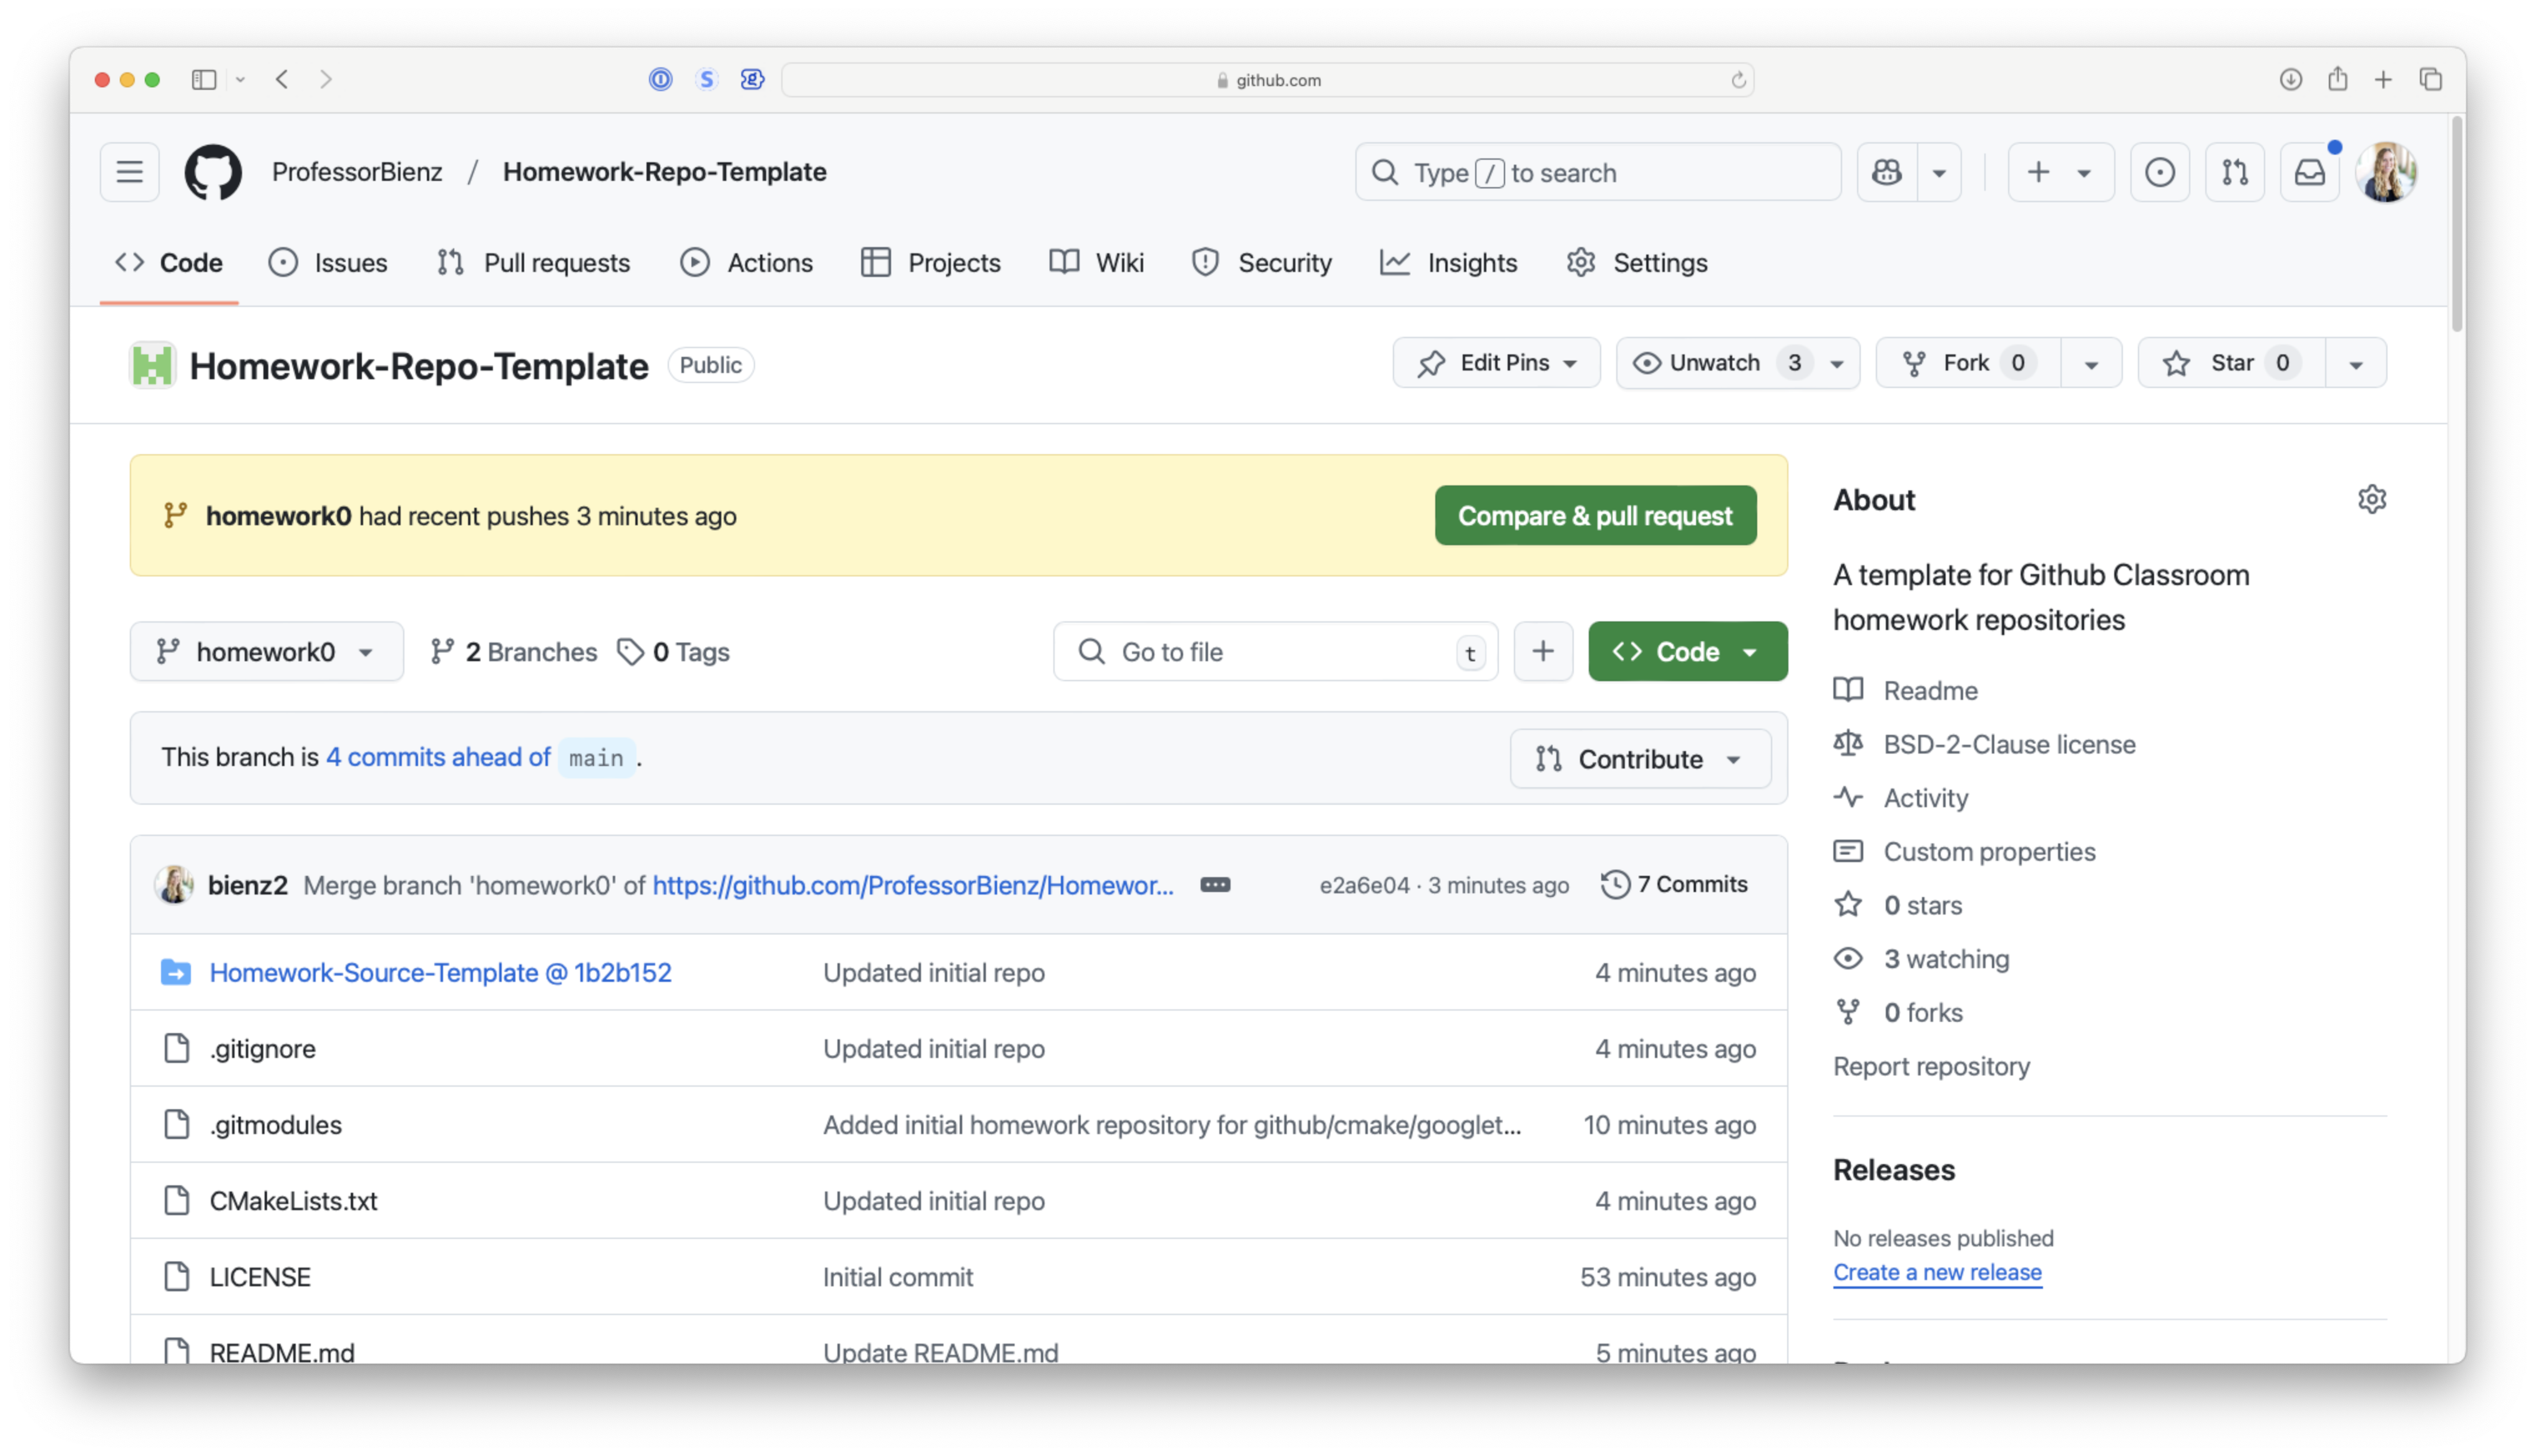 github.com
ProfessorBienz / Homework-Repo-Template
Type / to search
Code Issues Pull requests Actions Projects Wiki Security Insights Settings
Homework-Repo-Template Public
Edit Pins Unwatch 3 Fork 0 Star 0
homework0 had recent pushes 3 minutes ago
Compare & pull request
homework0 2 Branches 0 Tags
Go to file t
Code
This branch is 4 commits ahead of main .
Contribute
bienz2 Merge branch 'homework0' of https://github.com/ProfessorBienz/Homewor... e2a6e04 · 3 minutes ago 7 Commits
Homework-Source-Template @ 1b2b152 Updated initial repo 4 minutes ago
.gitignore Updated initial repo 4 minutes ago
.gitmodules Added initial homework repository for github/cmake/googlet... 10 minutes ago
CMakeLists.txt Updated initial repo 4 minutes ago
LICENSE Initial commit 53 minutes ago
README.md Update README.md 5 minutes ago
About
A template for Github Classroom
homework repositories
Readme
BSD-2-Clause license
Activity
Custom properties
0 stars
3 watching
0 forks
Report repository
Releases
No releases published
Create a new release